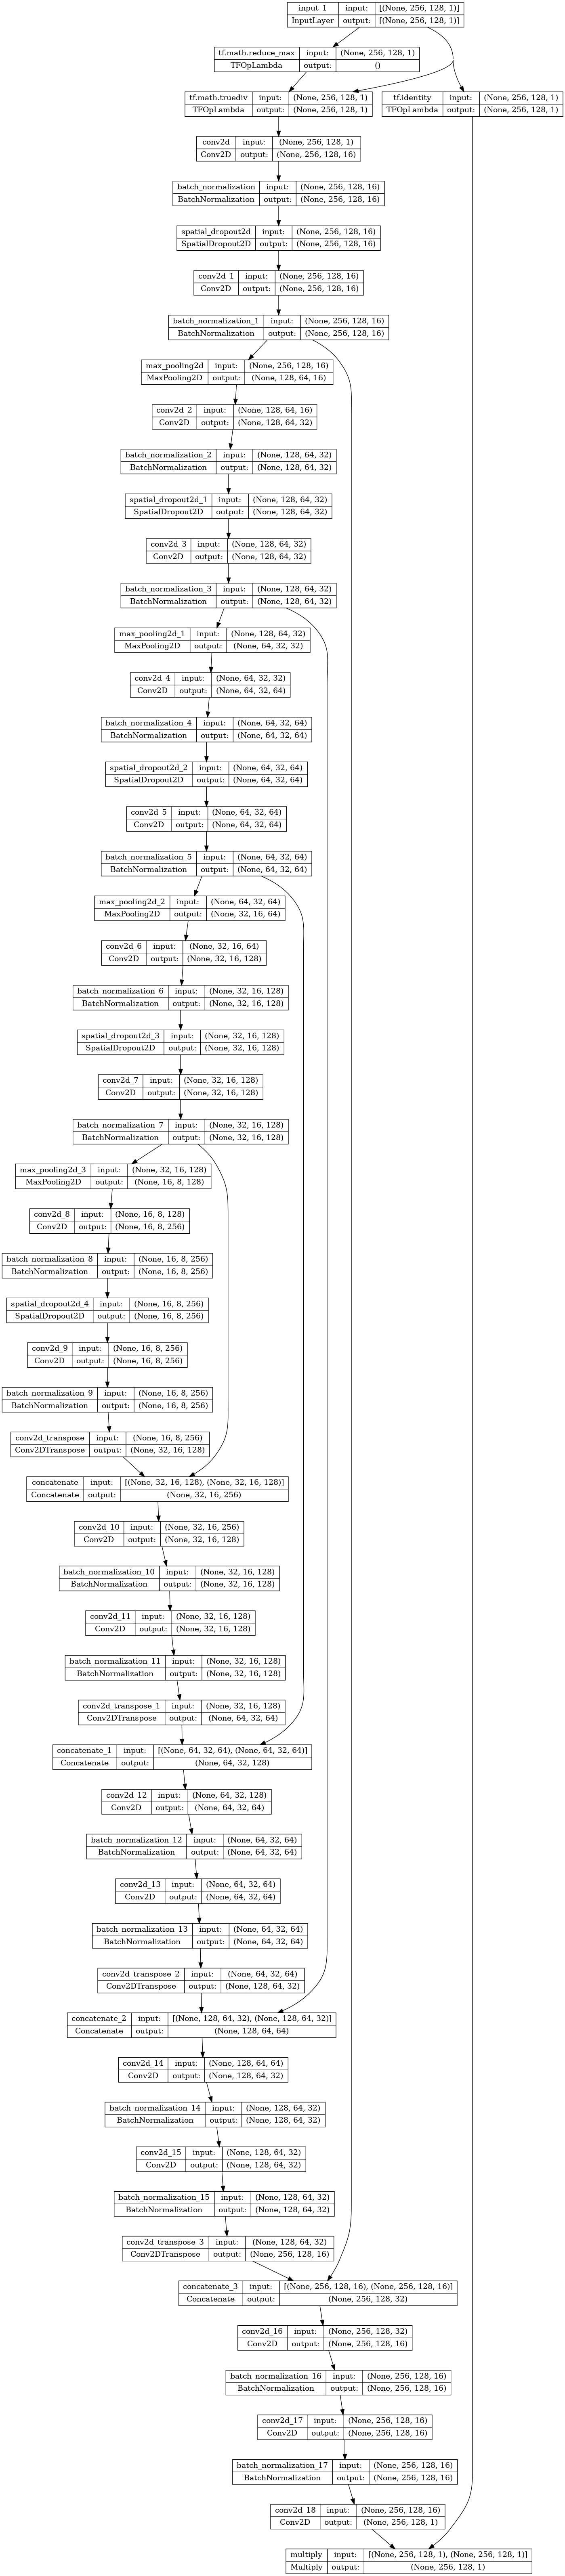 input_1 input: [(None, 256, 128, 1)]
InputLayer output: [(None, 256, 128, 1)]
tf.math.reduce_max input: (None, 256, 128, 1)
TFOpLambda output: ()
tf.math.truediv input: (None, 256, 128, 1)
TFOpLambda output: (None, 256, 128, 1)
tf.identity input: (None, 256, 128, 1)
TFOpLambda output: (None, 256, 128, 1)
conv2d input: (None, 256, 128, 1)
Conv2D output: (None, 256, 128, 16)
batch_normalization input: (None, 256, 128, 16)
BatchNormalization output: (None, 256, 128, 16)
spatial_dropout2d input: (None, 256, 128, 16)
SpatialDropout2D output: (None, 256, 128, 16)
conv2d_1 input: (None, 256, 128, 16)
Conv2D output: (None, 256, 128, 16)
batch_normalization_1 input: (None, 256, 128, 16)
BatchNormalization output: (None, 256, 128, 16)
max_pooling2d input: (None, 256, 128, 16)
MaxPooling2D output: (None, 128, 64, 16)
conv2d_2 input: (None, 128, 64, 16)
Conv2D output: (None, 128, 64, 32)
batch_normalization_2 input: (None, 128, 64, 32)
BatchNormalization output: (None, 128, 64, 32)
spatial_dropout2d_1 input: (None, 128, 64, 32)
SpatialDropout2D output: (None, 128, 64, 32)
conv2d_3 input: (None, 128, 64, 32)
Conv2D output: (None, 128, 64, 32)
batch_normalization_3 input: (None, 128, 64, 32)
BatchNormalization output: (None, 128, 64, 32)
max_pooling2d_1 input: (None, 128, 64, 32)
MaxPooling2D output: (None, 64, 32, 32)
conv2d_4 input: (None, 64, 32, 32)
Conv2D output: (None, 64, 32, 64)
batch_normalization_4 input: (None, 64, 32, 64)
BatchNormalization output: (None, 64, 32, 64)
spatial_dropout2d_2 input: (None, 64, 32, 64)
SpatialDropout2D output: (None, 64, 32, 64)
conv2d_5 input: (None, 64, 32, 64)
Conv2D output: (None, 64, 32, 64)
batch_normalization_5 input: (None, 64, 32, 64)
BatchNormalization output: (None, 64, 32, 64)
max_pooling2d_2 input: (None, 64, 32, 64)
MaxPooling2D output: (None, 32, 16, 64)
conv2d_6 input: (None, 32, 16, 64)
Conv2D output: (None, 32, 16, 128)
batch_normalization_6 input: (None, 32, 16, 128)
BatchNormalization output: (None, 32, 16, 128)
spatial_dropout2d_3 input: (None, 32, 16, 128)
SpatialDropout2D output: (None, 32, 16, 128)
conv2d_7 input: (None, 32, 16, 128)
Conv2D output: (None, 32, 16, 128)
batch_normalization_7 input: (None, 32, 16, 128)
BatchNormalization output: (None, 32, 16, 128)
max_pooling2d_3 input: (None, 32, 16, 128)
MaxPooling2D output: (None, 16, 8, 128)
conv2d_8 input: (None, 16, 8, 128)
Conv2D output: (None, 16, 8, 256)
batch_normalization_8 input: (None, 16, 8, 256)
BatchNormalization output: (None, 16, 8, 256)
spatial_dropout2d_4 input: (None, 16, 8, 256)
SpatialDropout2D output: (None, 16, 8, 256)
conv2d_9 input: (None, 16, 8, 256)
Conv2D output: (None, 16, 8, 256)
batch_normalization_9 input: (None, 16, 8, 256)
BatchNormalization output: (None, 16, 8, 256)
conv2d_transpose input: (None, 16, 8, 256)
Conv2DTranspose output: (None, 32, 16, 128)
concatenate input: [(None, 32, 16, 128), (None, 32, 16, 128)]
Concatenate output: (None, 32, 16, 256)
conv2d_10 input: (None, 32, 16, 256)
Conv2D output: (None, 32, 16, 128)
batch_normalization_10 input: (None, 32, 16, 128)
BatchNormalization output: (None, 32, 16, 128)
conv2d_11 input: (None, 32, 16, 128)
Conv2D output: (None, 32, 16, 128)
batch_normalization_11 input: (None, 32, 16, 128)
BatchNormalization output: (None, 32, 16, 128)
conv2d_transpose_1 input: (None, 32, 16, 128)
Conv2DTranspose output: (None, 64, 32, 64)
concatenate_1 input: [(None, 64, 32, 64), (None, 64, 32, 64)]
Concatenate output: (None, 64, 32, 128)
conv2d_12 input: (None, 64, 32, 128)
Conv2D output: (None, 64, 32, 64)
batch_normalization_12 input: (None, 64, 32, 64)
BatchNormalization output: (None, 64, 32, 64)
conv2d_13 input: (None, 64, 32, 64)
Conv2D output: (None, 64, 32, 64)
batch_normalization_13 input: (None, 64, 32, 64)
BatchNormalization output: (None, 64, 32, 64)
conv2d_transpose_2 input: (None, 64, 32, 64)
Conv2DTranspose output: (None, 128, 64, 32)
concatenate_2 input: [(None, 128, 64, 32), (None, 128, 64, 32)]
Concatenate output: (None, 128, 64, 64)
conv2d_14 input: (None, 128, 64, 64)
Conv2D output: (None, 128, 64, 32)
batch_normalization_14 input: (None, 128, 64, 32)
BatchNormalization output: (None, 128, 64, 32)
conv2d_15 input: (None, 128, 64, 32)
Conv2D output: (None, 128, 64, 32)
batch_normalization_15 input: (None, 128, 64, 32)
BatchNormalization output: (None, 128, 64, 32)
conv2d_transpose_3 input: (None, 128, 64, 32)
Conv2DTranspose output: (None, 256, 128, 16)
concatenate_3 input: [(None, 256, 128, 16), (None, 256, 128, 16)]
Concatenate output: (None, 256, 128, 32)
conv2d_16 input: (None, 256, 128, 32)
Conv2D output: (None, 256, 128, 16)
batch_normalization_16 input: (None, 256, 128, 16)
BatchNormalization output: (None, 256, 128, 16)
conv2d_17 input: (None, 256, 128, 16)
Conv2D output: (None, 256, 128, 16)
batch_normalization_17 input: (None, 256, 128, 16)
BatchNormalization output: (None, 256, 128, 16)
conv2d_18 input: (None, 256, 128, 16)
Conv2D output: (None, 256, 128, 1)
multiply input: [(None, 256, 128, 1), (None, 256, 128, 1)]
Multiply output: (None, 256, 128, 1)